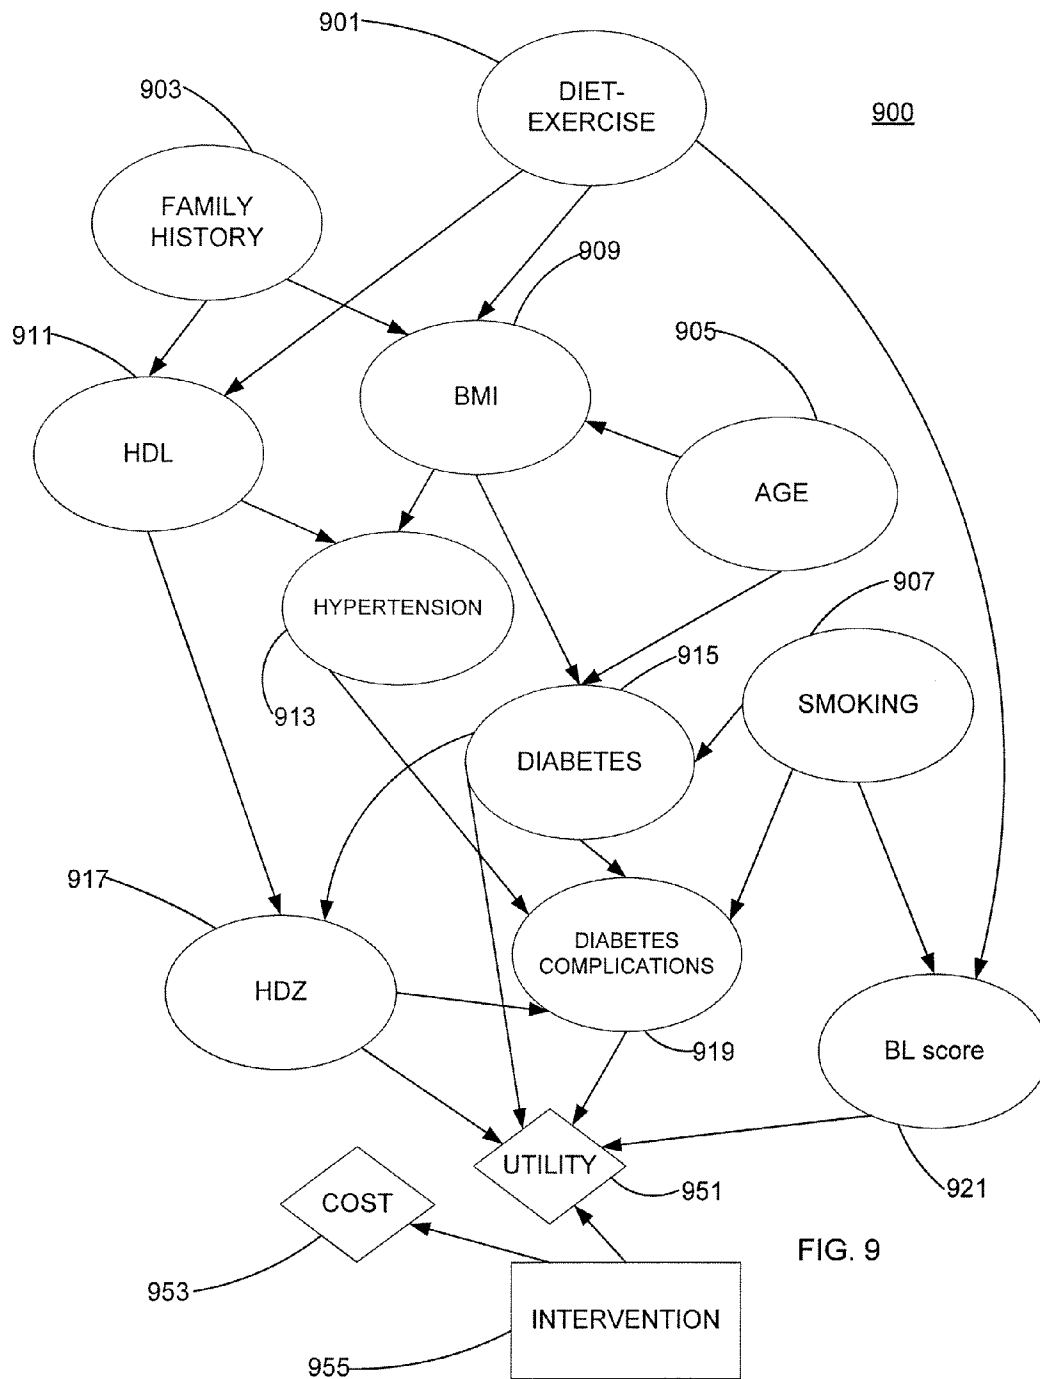 901
DIET-
EXERCISE
903
900
FAMILY
HISTORY
909
911
905
BMI
HDL
AGE
907
HYPERTENSION
915
913
SMOKING
DIABETES
917
DIABETES
COMPLICATIONS
HDZ
919
BL score
UTILITY
951
921
COST
FIG. 9
953
INTERVENTION
955